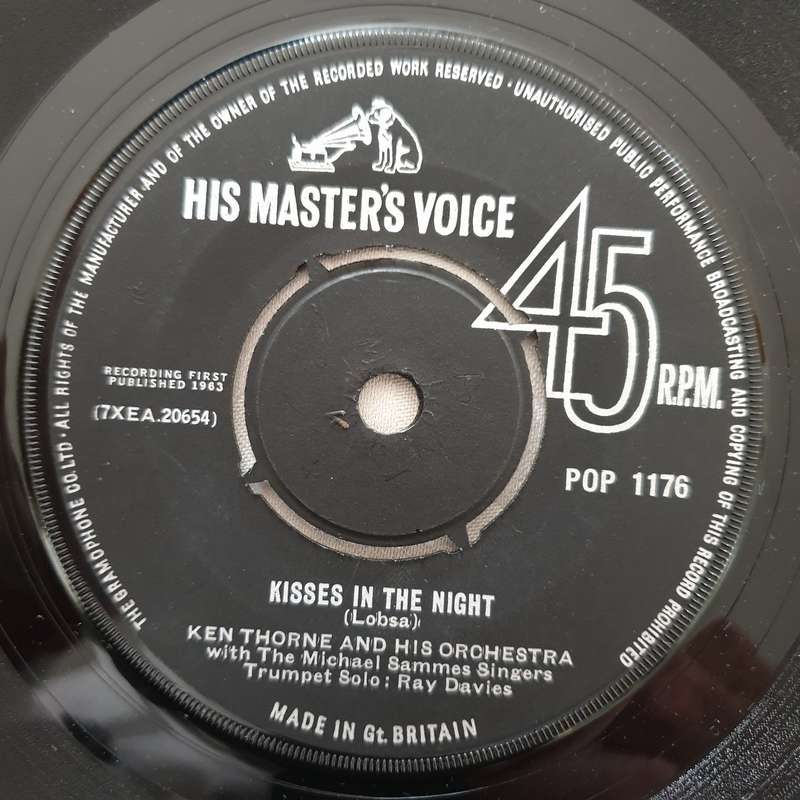 THE GRAMOPHONE CO. LTD · ALL RIGHTS OF THE MANUFACTURER AND OF THE OWNER OF THE RECORDED WORK RESERVED · UNAUTHORISED PUBLIC PERFORMANCE BROADCASTING AND COPYING OF THIS RECORD PROHIBITED
HIS MASTER'S VOICE
45
R.P.M.
RECORDING FIRST
PUBLISHED 1963
(7XEA.20654)
POP 1176
KISSES IN THE NIGHT
(Lobsa)
KEN THORNE AND HIS ORCHESTRA
with The Michael Sammes Singers
Trumpet Solo: Ray Davies
MADE IN Gt. BRITAIN